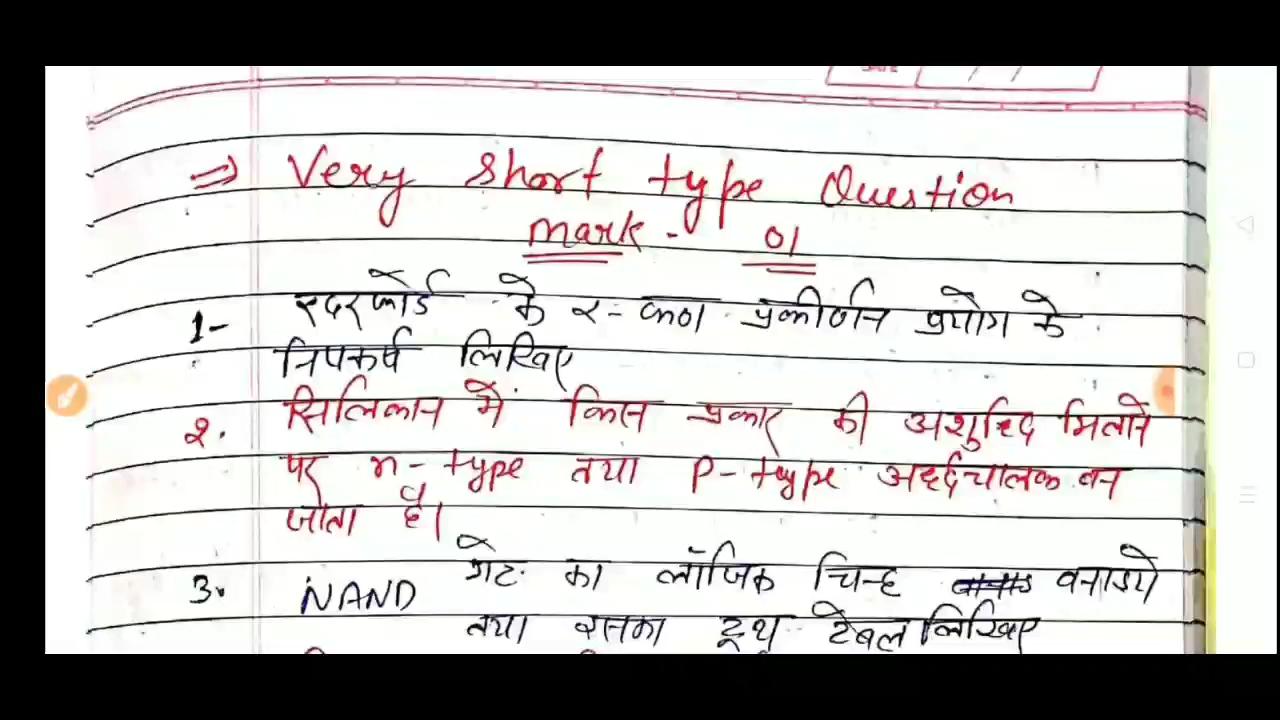 ⇒ Very short type Question
mark - 01
1- रदरफोर्ड के α-कण प्रकीर्णन प्रयोग के
निष्कर्ष लिखिए
2. सिलिकान में किस प्रकार की अशुद्धि मिलाने
पर n-type तथा P-type अर्द्धचालक बन
जाता है।
3. NAND गेट का लॉजिक चिन्ह बनाइये
तथा इसका ट्रुथ टेबल लिखिए